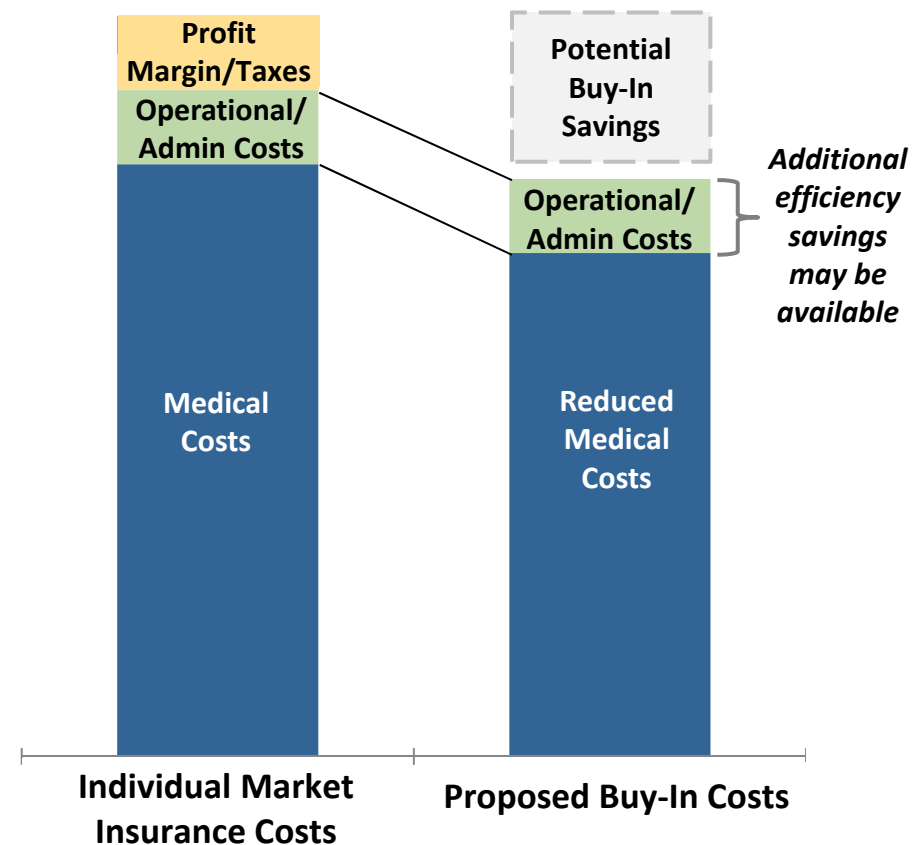 Profit
Margin/Taxes
Operational/
Admin Costs
Medical
Costs
Potential
Buy-In
Savings
Operational/
Admin Costs
Reduced
Medical
Costs
Additional
efficiency
savings
may be
available
Individual Market
Insurance Costs
Proposed Buy-In Costs